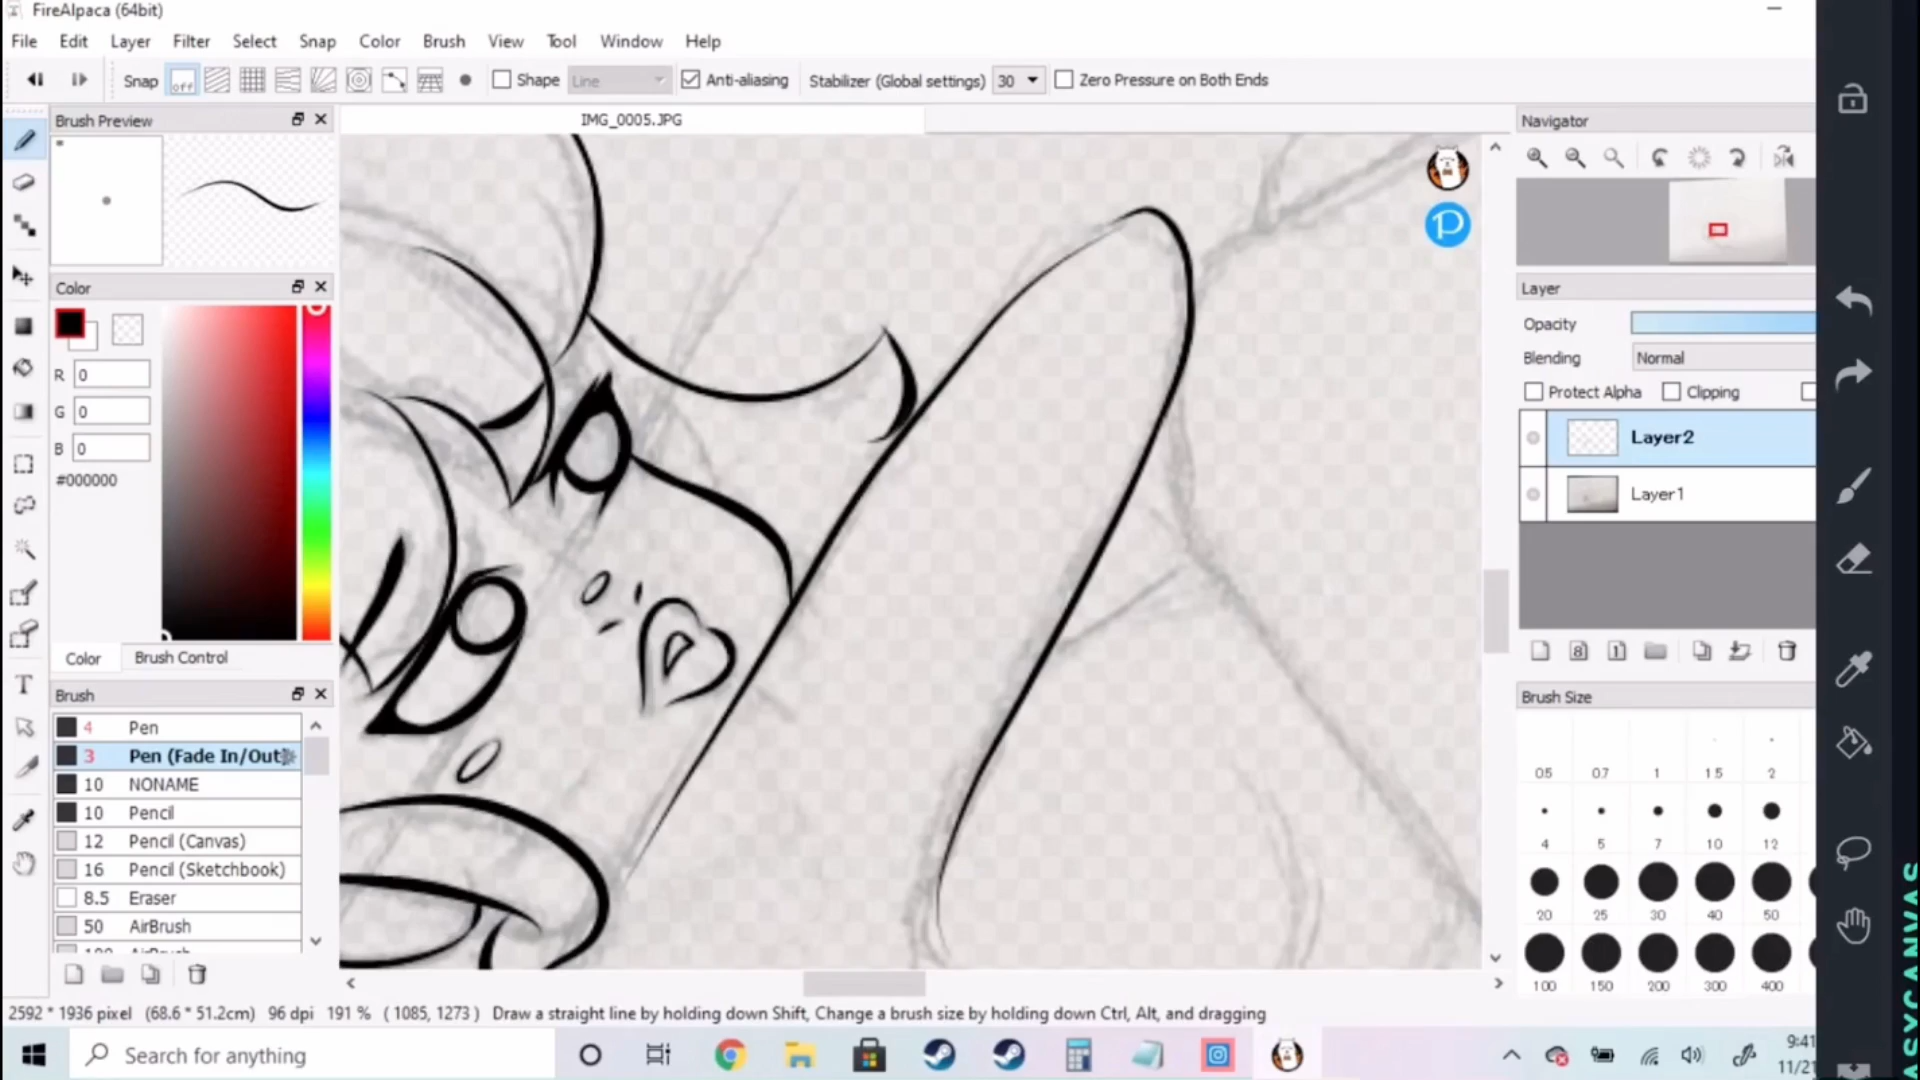 FireAlpaca (64bit)
File Edit Layer Filter Select Snap Color Brush View Tool Window Help
Snap off Shape Line Anti-aliasing Stabilizer (Global settings) 30 Zero Pressure on Both Ends
Brush Preview
IMG_0005.JPG
Navigator
Color
R 0
G 0
B 0
#000000
Color Brush Control
Brush
4 Pen
3 Pen (Fade In/Out
10 NONAME
10 Pencil
12 Pencil (Canvas)
16 Pencil (Sketchbook)
8.5 Eraser
50 AirBrush
Layer
Opacity
Blending Normal
Protect Alpha Clipping
Layer2
Layer1
8 1
Brush Size
0.5 0.7 1 1.5 2
4 5 7 10 12
20 25 30 40 50
100 150 200 300 400
2592 * 1936 pixel (68.6 * 51.2cm) 96 dpi 191 % ( 1085, 1273 ) Draw a straight line by holding down Shift, Change a brush size by holding down Ctrl, Alt, and dragging
Search for anything
9:41
11/21
ASYCANVAS